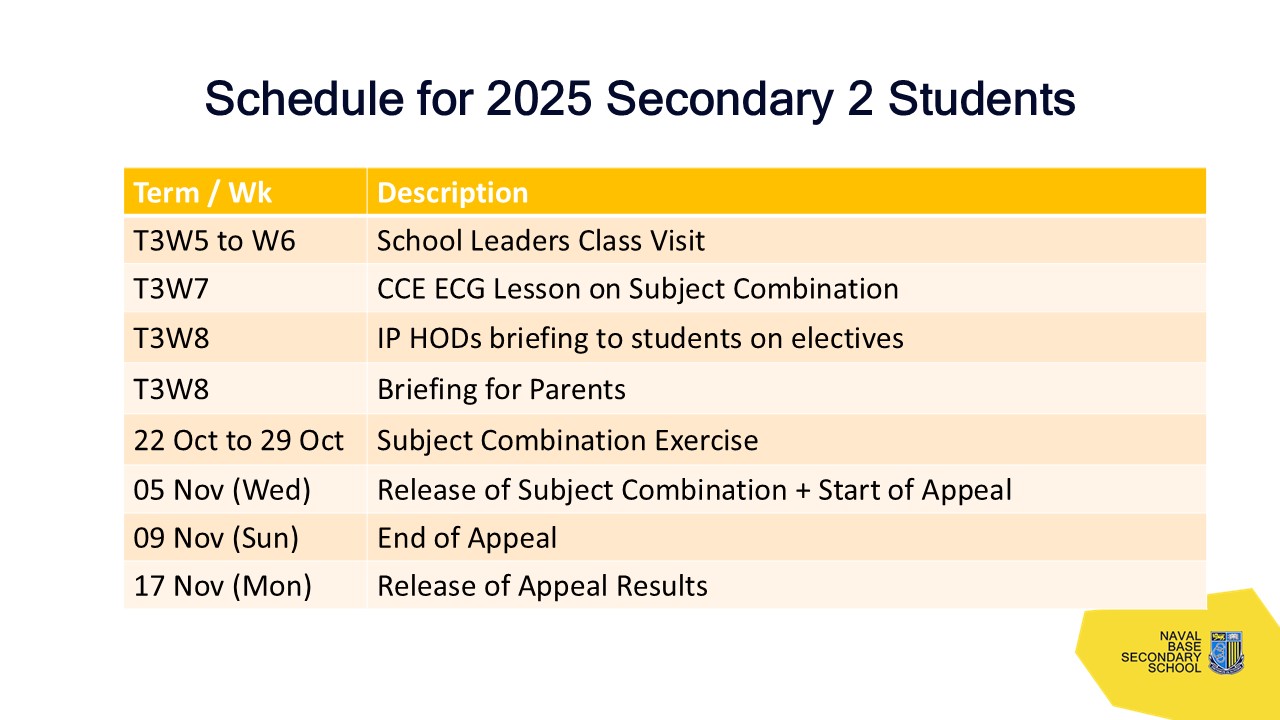 Schedule for 2025 Secondary 2 Students
Term / Wk Description
T3W5 to W6 School Leaders Class Visit
T3W7 CCE ECG Lesson on Subject Combination
T3W8 IP HODs briefing to students on electives
T3W8 Briefing for Parents
22 Oct to 29 Oct Subject Combination Exercise
05 Nov (Wed) Release of Subject Combination + Start of Appeal
09 Nov (Sun) End of Appeal
17 Nov (Mon) Release of Appeal Results
NAVAL
BASE
SECONDARY
SCHOOL